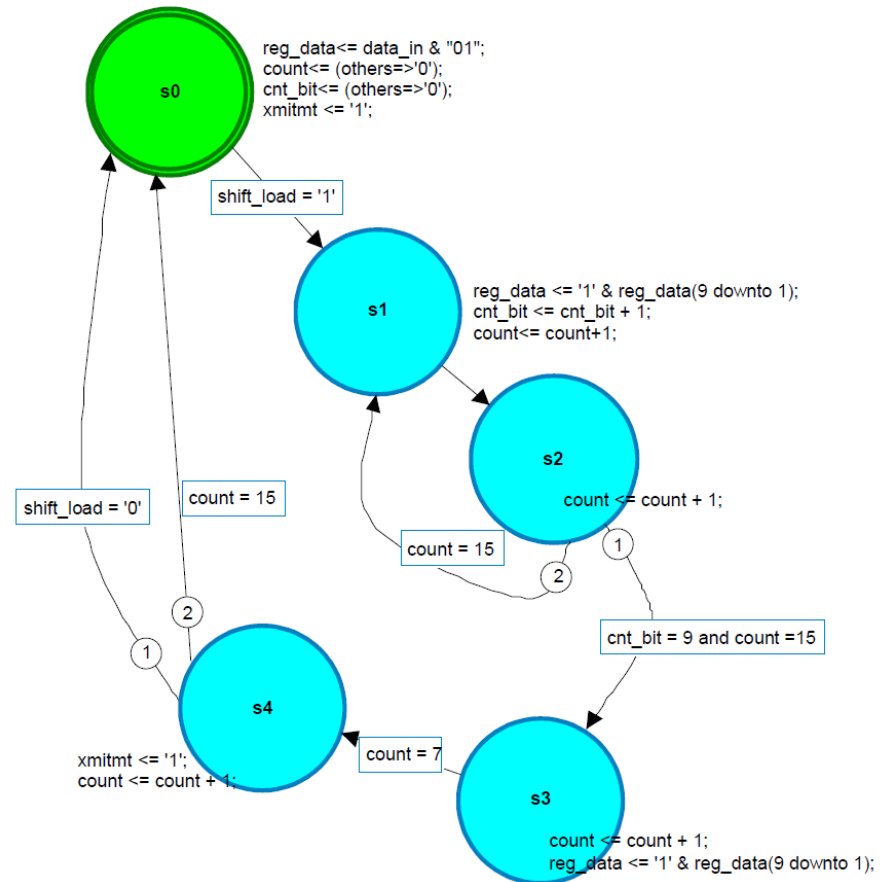 s0
reg_data<= data_in & "01";
count<= (others=>'0');
cnt_bit<= (others=>'0');
xmitmt <= '1';
shift_load = '1'
s1
reg_data <= '1' & reg_data(9 downto 1);
cnt_bit <= cnt_bit + 1;
count<= count+1;
s2
count <= count + 1;
shift_load = '0'
count = 15
count = 15
1
2
cnt_bit = 9 and count =15
2
1
s4
xmitmt <= '1';
count <= count + 1;
count = 7
s3
count <= count + 1;
reg_data <= '1' & reg_data(9 downto 1);